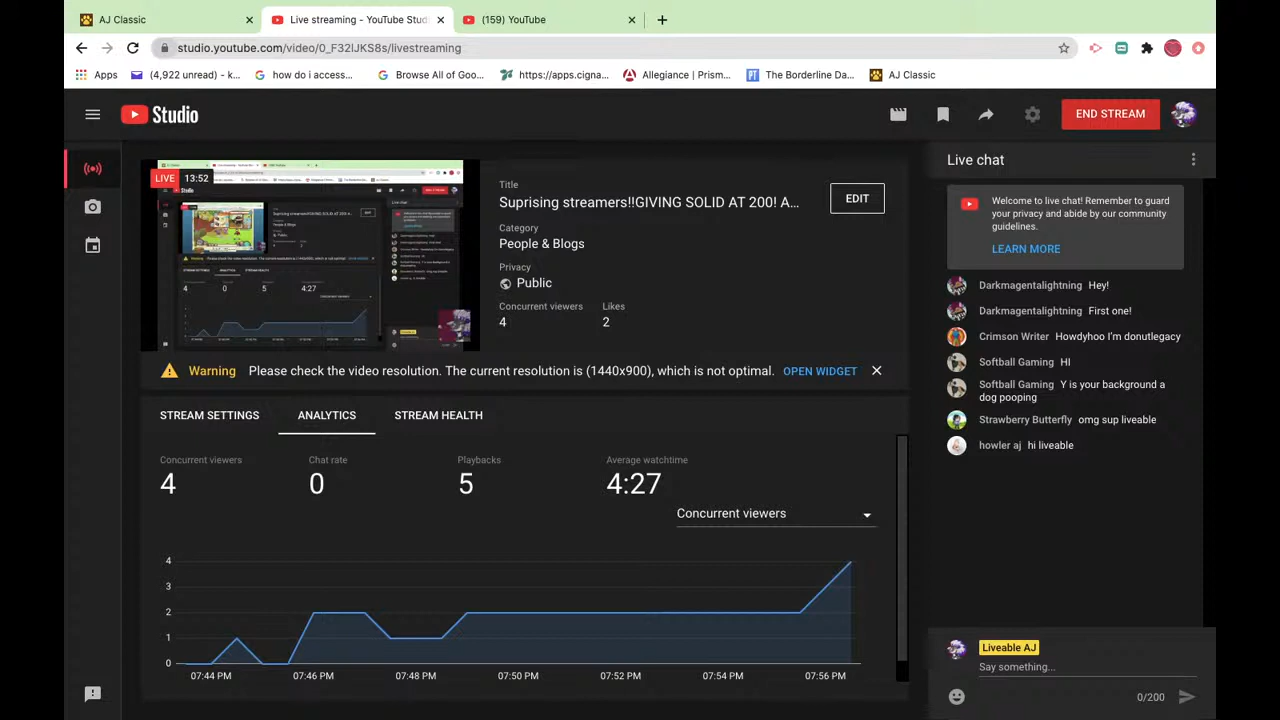 AJ Classic
Live streaming - YouTube Stud
(159) YouTube
studio.youtube.com/video/0_F32lJKS8s/livestreaming
Apps
(4,922 unread) - k...
how do i access...
Browse All of Goo...
https://apps.cigna...
Allegiance | Prism...
The Borderline Da...
AJ Classic
Studio
END STREAM
LIVE 13:52
Title
Suprising streamers!!GIVING SOLID AT 200! A...
EDIT
Category
People & Blogs
Privacy
Public
Concurrent viewers
Likes
4
2
Warning Please check the video resolution. The current resolution is (1440x900), which is not optimal. OPEN WIDGET
STREAM SETTINGS
ANALYTICS
STREAM HEALTH
Concurrent viewers
Chat rate
Playbacks
Average watchtime
4
0
5
4:27
Concurrent viewers
4
3
2
1
0
07:44 PM
07:46 PM
07:48 PM
07:50 PM
07:52 PM
07:54 PM
07:56 PM
Live chat
Welcome to live chat! Remember to guard
your privacy and abide by our community
guidelines.
LEARN MORE
Darkmagentalightning Hey!
Darkmagentalightning First one!
Crimson Writer Howdyhoo I'm donutlegacy
Softball Gaming HI
Softball Gaming Y is your background a
dog pooping
Strawberry Butterfly omg sup liveable
howler aj hi liveable
Liveable AJ
Say something...
0/200